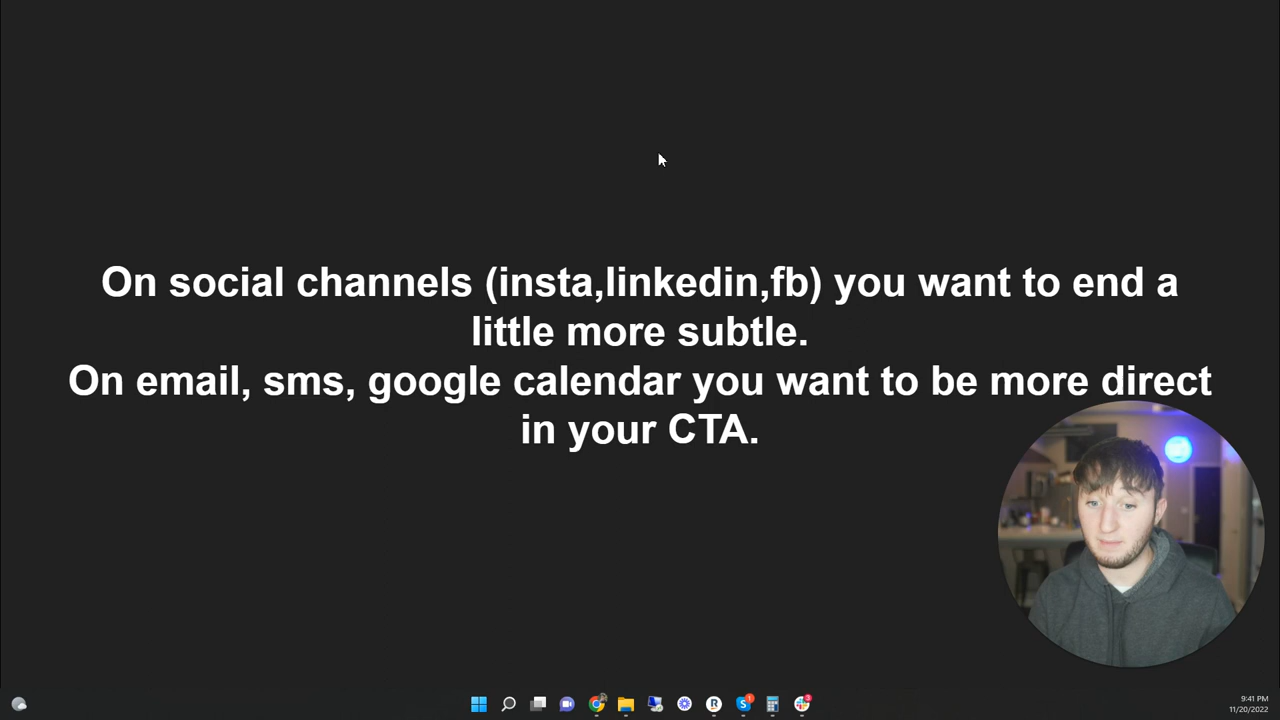 On social channels (insta,linkedin,fb) you want to end a
little more subtle.
On email, sms, google calendar you want to be more direct
in your CTA.
9:41 PM
11/20/2022